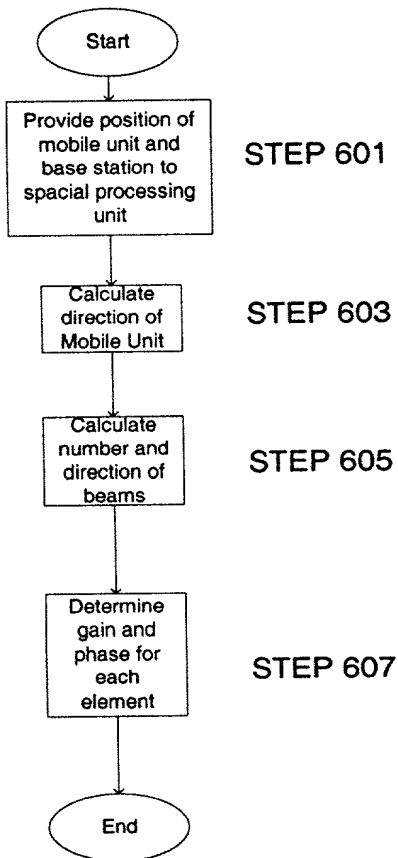 Start
Provide position of
mobile unit and
base station to
spacial processing
unit
STEP 601
Calculate
direction of
Mobile Unit
STEP 603
Calculate
number and
direction of
beams
STEP 605
Determine
gain and
phase for
each
element
STEP 607
End